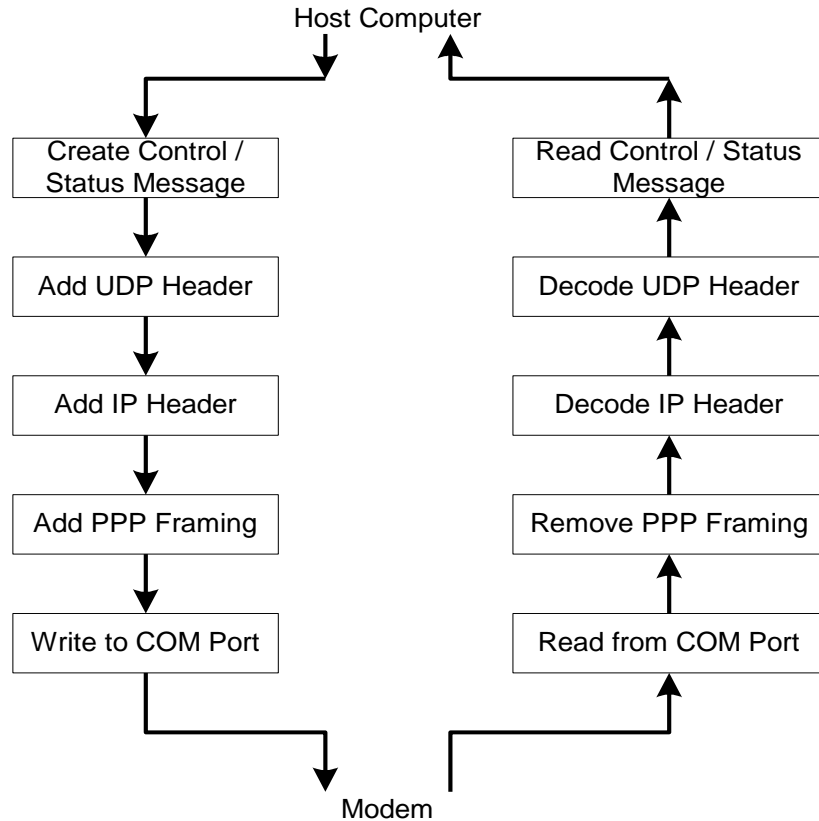 Host Computer
Create Control /
Status Message
Add UDP Header
Add IP Header
Add PPP Framing
Write to COM Port
Read Control / Status
Message
Decode UDP Header
Decode IP Header
Remove PPP Framing
Read from COM Port
Modem